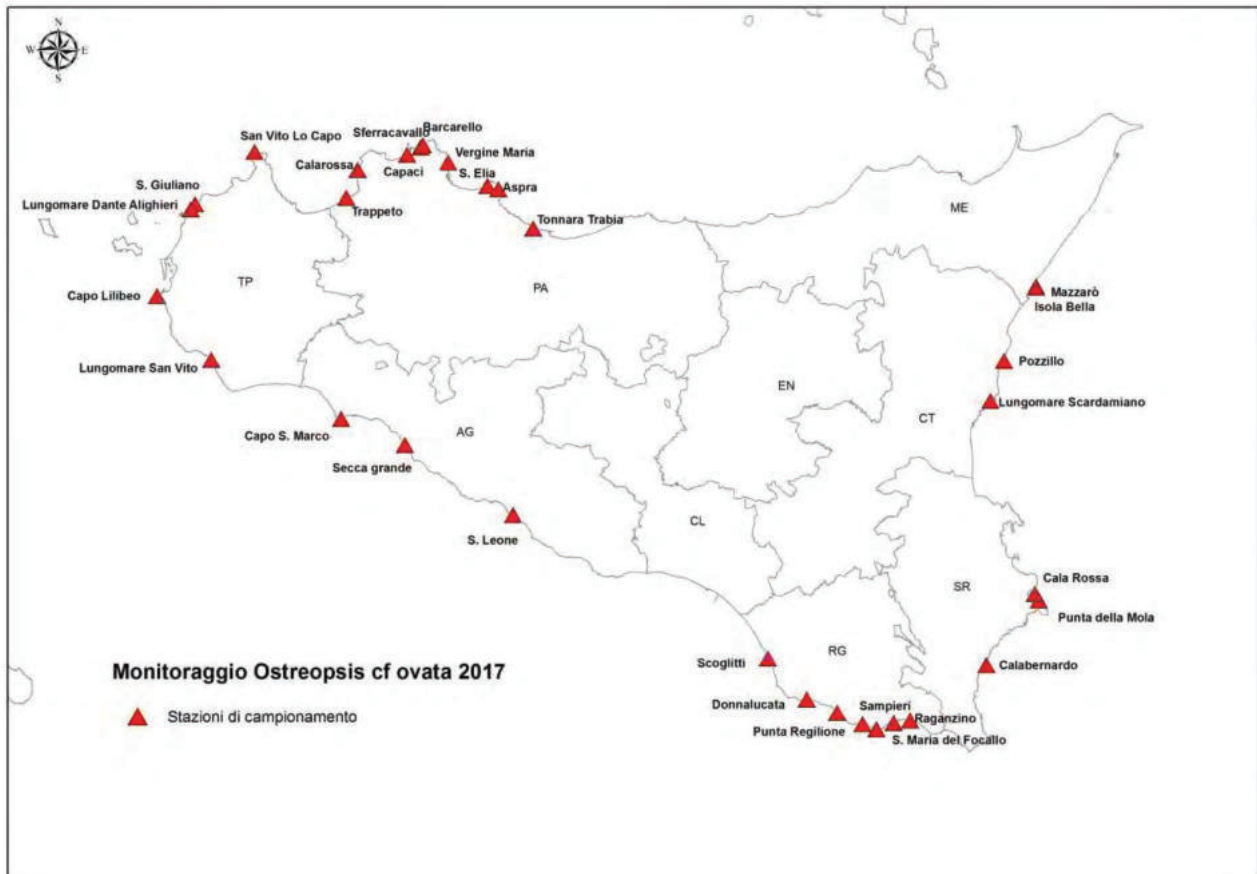 N
W E
S
San Vito Lo Capo
Sferracavallo
Barcarello
Calarossa
Capaci
Vergine Maria
S. Elia
Aspra
S. Giuliano
Lungomare Dante Alighieri
Trappeto
Tonnara Trabia
ME
TP
PA
Capo Lilibeo
Mazzarò
Isola Bella
Lungomare San Vito
Pozzillo
EN
Lungomare Scardamiano
CT
Capo S. Marco
AG
Secca grande
CL
S. Leone
Cala Rossa
SR
Punta della Mola
Scoglitti
RG
Calabernardo
Monitoraggio Ostreopsis cf ovata 2017
Stazioni di campionamento
Donnalucata
Sampieri
Raganzino
Punta Regilione
S. Maria del Focallo